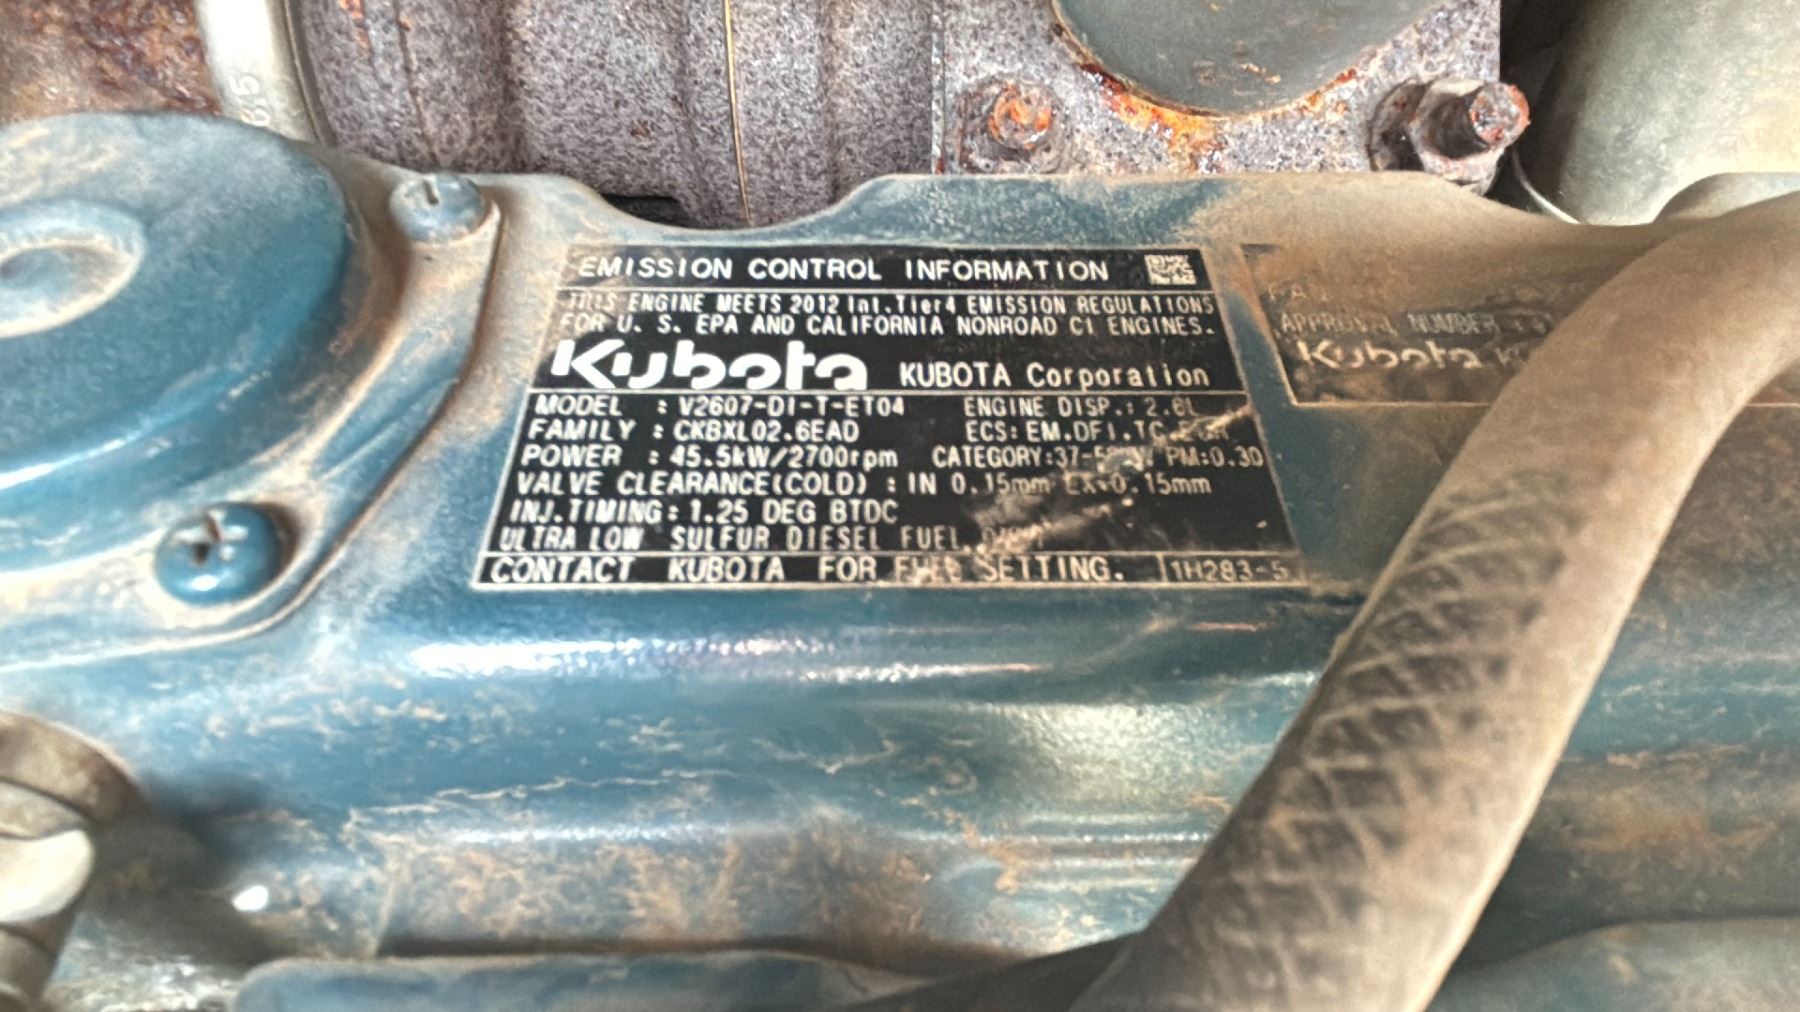 EMISSION CONTROL INFORMATION
THIS ENGINE MEETS 2012 Int.Tier4 EMISSION REGULATIONS
FOR U. S. EPA AND CALIFORNIA NONROAD CI ENGINES.
Kubota KUBOTA Corporation
MODEL : V2607-DI-T-ET04 ENGINE DISP.: 2.6L
FAMILY : CKBXL02.6EAD ECS: EM.DFI.TC.EGR
POWER : 45.5kW/2700rpm CATEGORY:37- PM:0.30
VALVE CLEARANCE(COLD) : IN 0.15mm EX:0.15mm
INJ.TIMING: 1.25 DEG BTDC
ULTRA LOW SULFUR DIESEL FUEL
CONTACT KUBOTA FOR FUEL SETTING. 1H283-5
APPROVAL NUMBER
Kubota